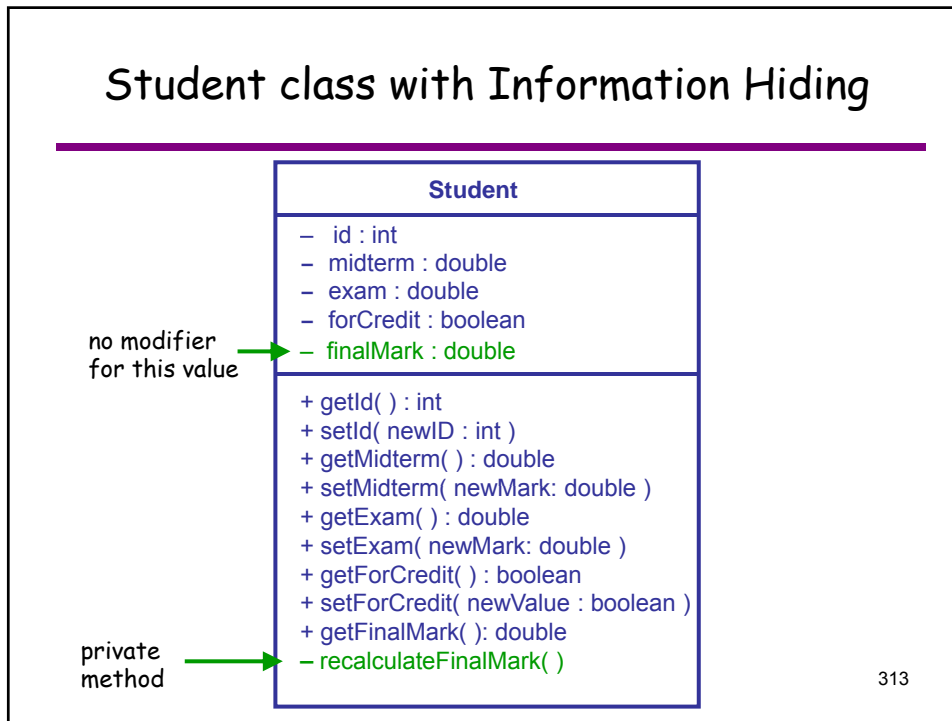 Student class with Information Hiding
Student
– id : int
– midterm : double
– exam : double
– forCredit : boolean
no modifier
for this value
– finalMark : double
+ getId( ) : int
+ setId( newID : int )
+ getMidterm( ) : double
+ setMidterm( newMark: double )
+ getExam( ) : double
+ setExam( newMark: double )
+ getForCredit( ) : boolean
+ setForCredit( newValue : boolean )
+ getFinalMark( ): double
private
method
– recalculateFinalMark( )
313